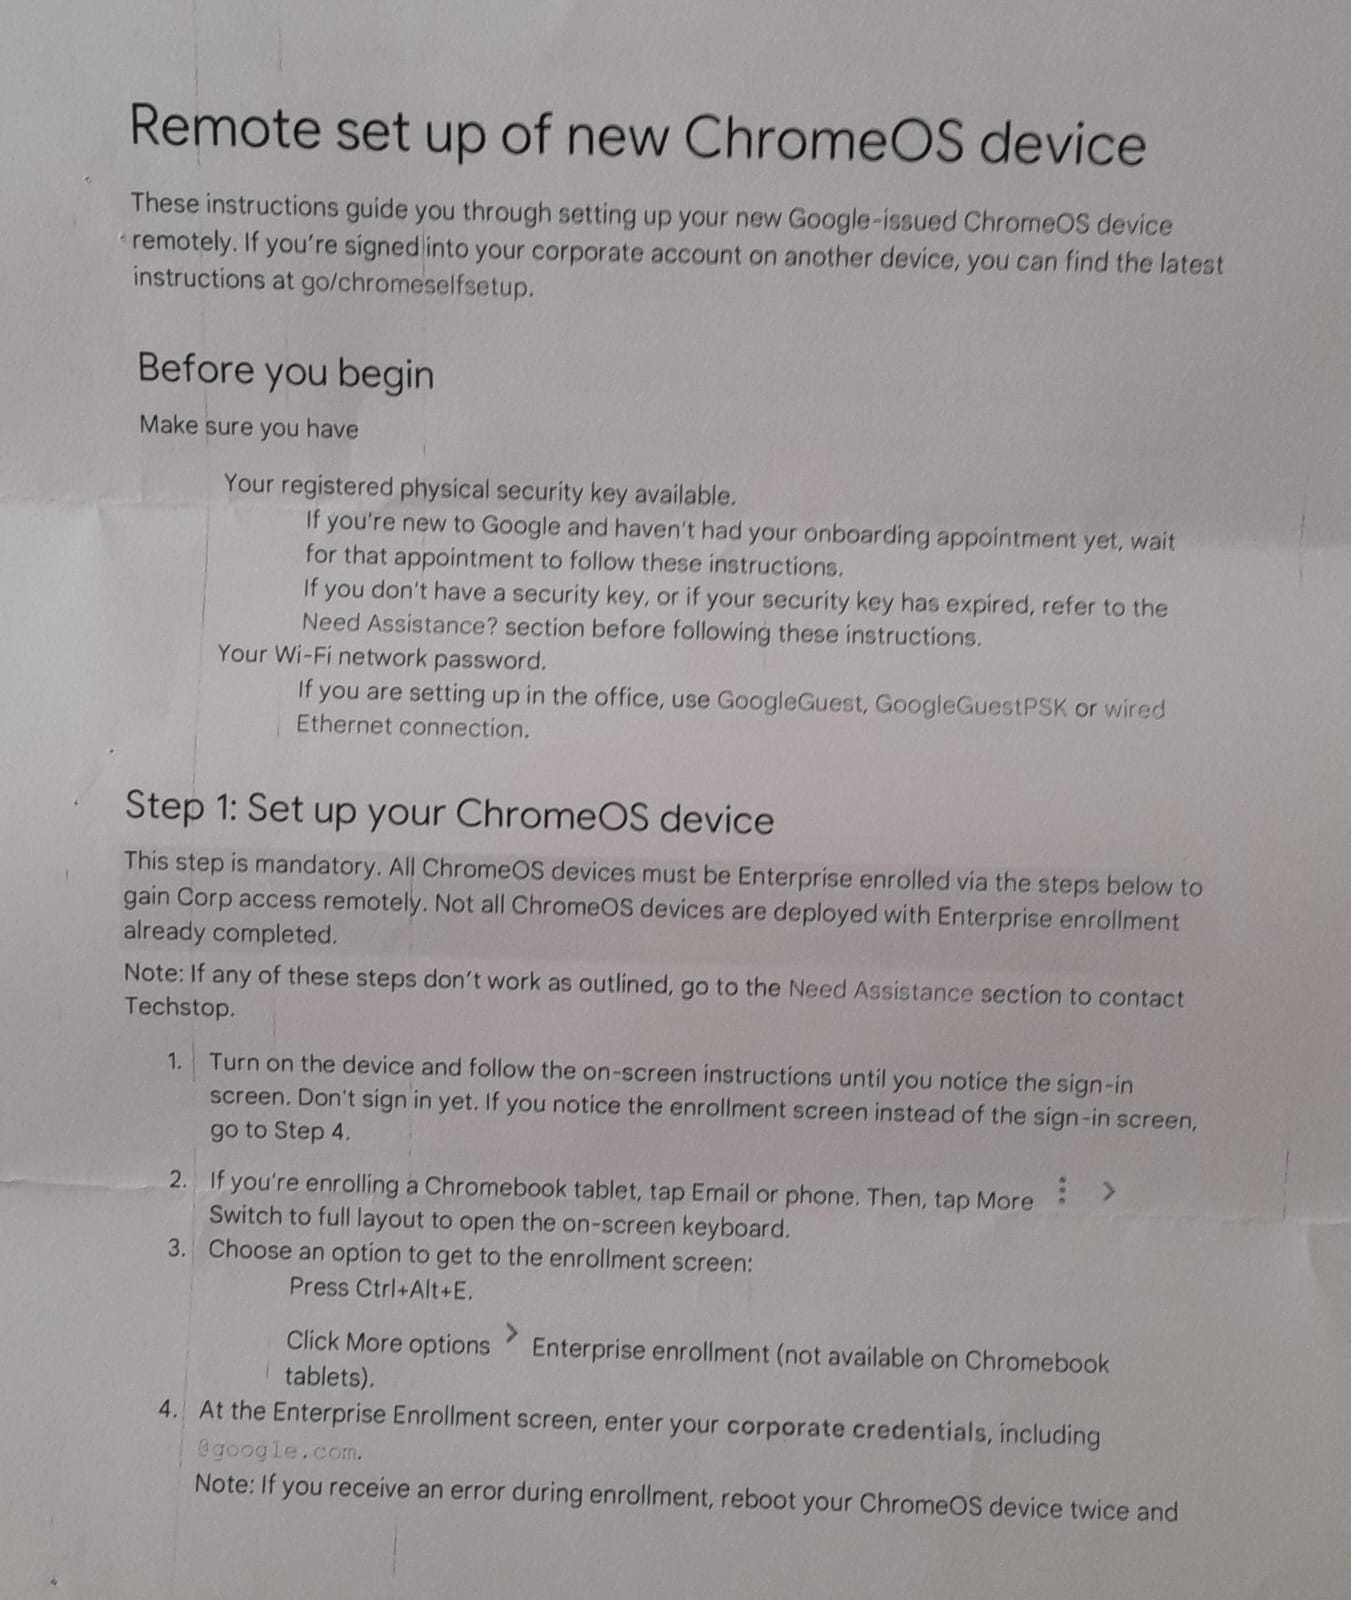 Remote set up of new ChromeOS device
These instructions guide you through setting up your new Google-issued ChromeOS device
remotely. If you're signed into your corporate account on another device, you can find the latest
instructions at go/chromeselfsetup.
Before you begin
Make sure you have
Your registered physical security key available.
If you're new to Google and haven't had your onboarding appointment yet, wait
for that appointment to follow these instructions.
If you don't have a security key, or if your security key has expired, refer to the
Need Assistance? section before following these instructions.
Your Wi-Fi network password.
If you are setting up in the office, use GoogleGuest, GoogleGuestPSK or wired
Ethernet connection.
Step 1: Set up your ChromeOS device
This step is mandatory. All ChromeOS devices must be Enterprise enrolled via the steps below to
gain Corp access remotely. Not all ChromeOS devices are deployed with Enterprise enrollment
already completed.
Note: If any of these steps don't work as outlined, go to the Need Assistance section to contact
Techstop.
1. Turn on the device and follow the on-screen instructions until you notice the sign-in
screen. Don't sign in yet. If you notice the enrollment screen instead of the sign-in screen,
go to Step 4.
2. If you're enrolling a Chromebook tablet, tap Email or phone. Then, tap More ⋮ >
Switch to full layout to open the on-screen keyboard.
3. Choose an option to get to the enrollment screen:
Press Ctrl+Alt+E.
Click More options > Enterprise enrollment (not available on Chromebook
tablets).
4. At the Enterprise Enrollment screen, enter your corporate credentials, including
@google.com.
Note: If you receive an error during enrollment, reboot your ChromeOS device twice and